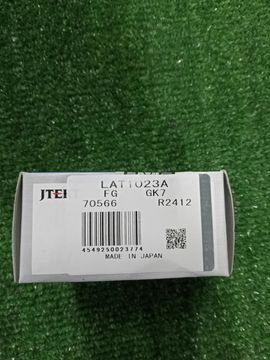 LAT1023A
JTEKT
FG GK7
70566 R2412
4549250023774
MADE IN JAPAN